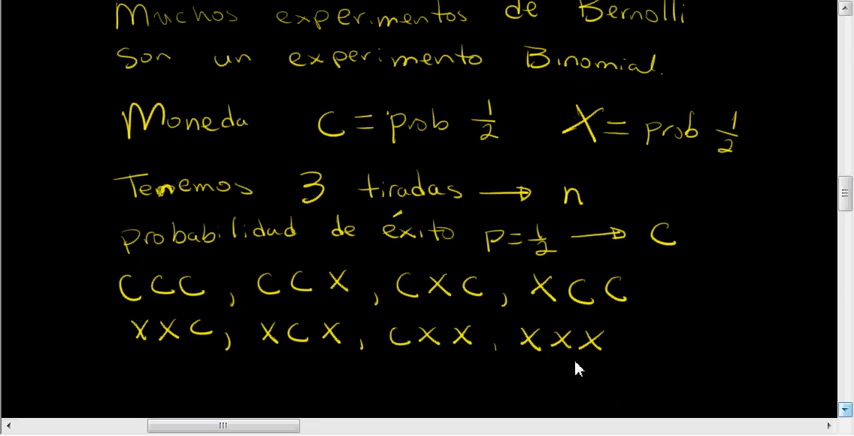 Muchos experimentos de Bernolli
Son un experimento Binomial.
Moneda C = prob 1/2 X = prob 1/2
Tenemos 3 tiradas → n
probabilidad de éxito P = 1/2 → C
CCC, CCX, CXC, XCC
XXC, XCX, CXX, XXX